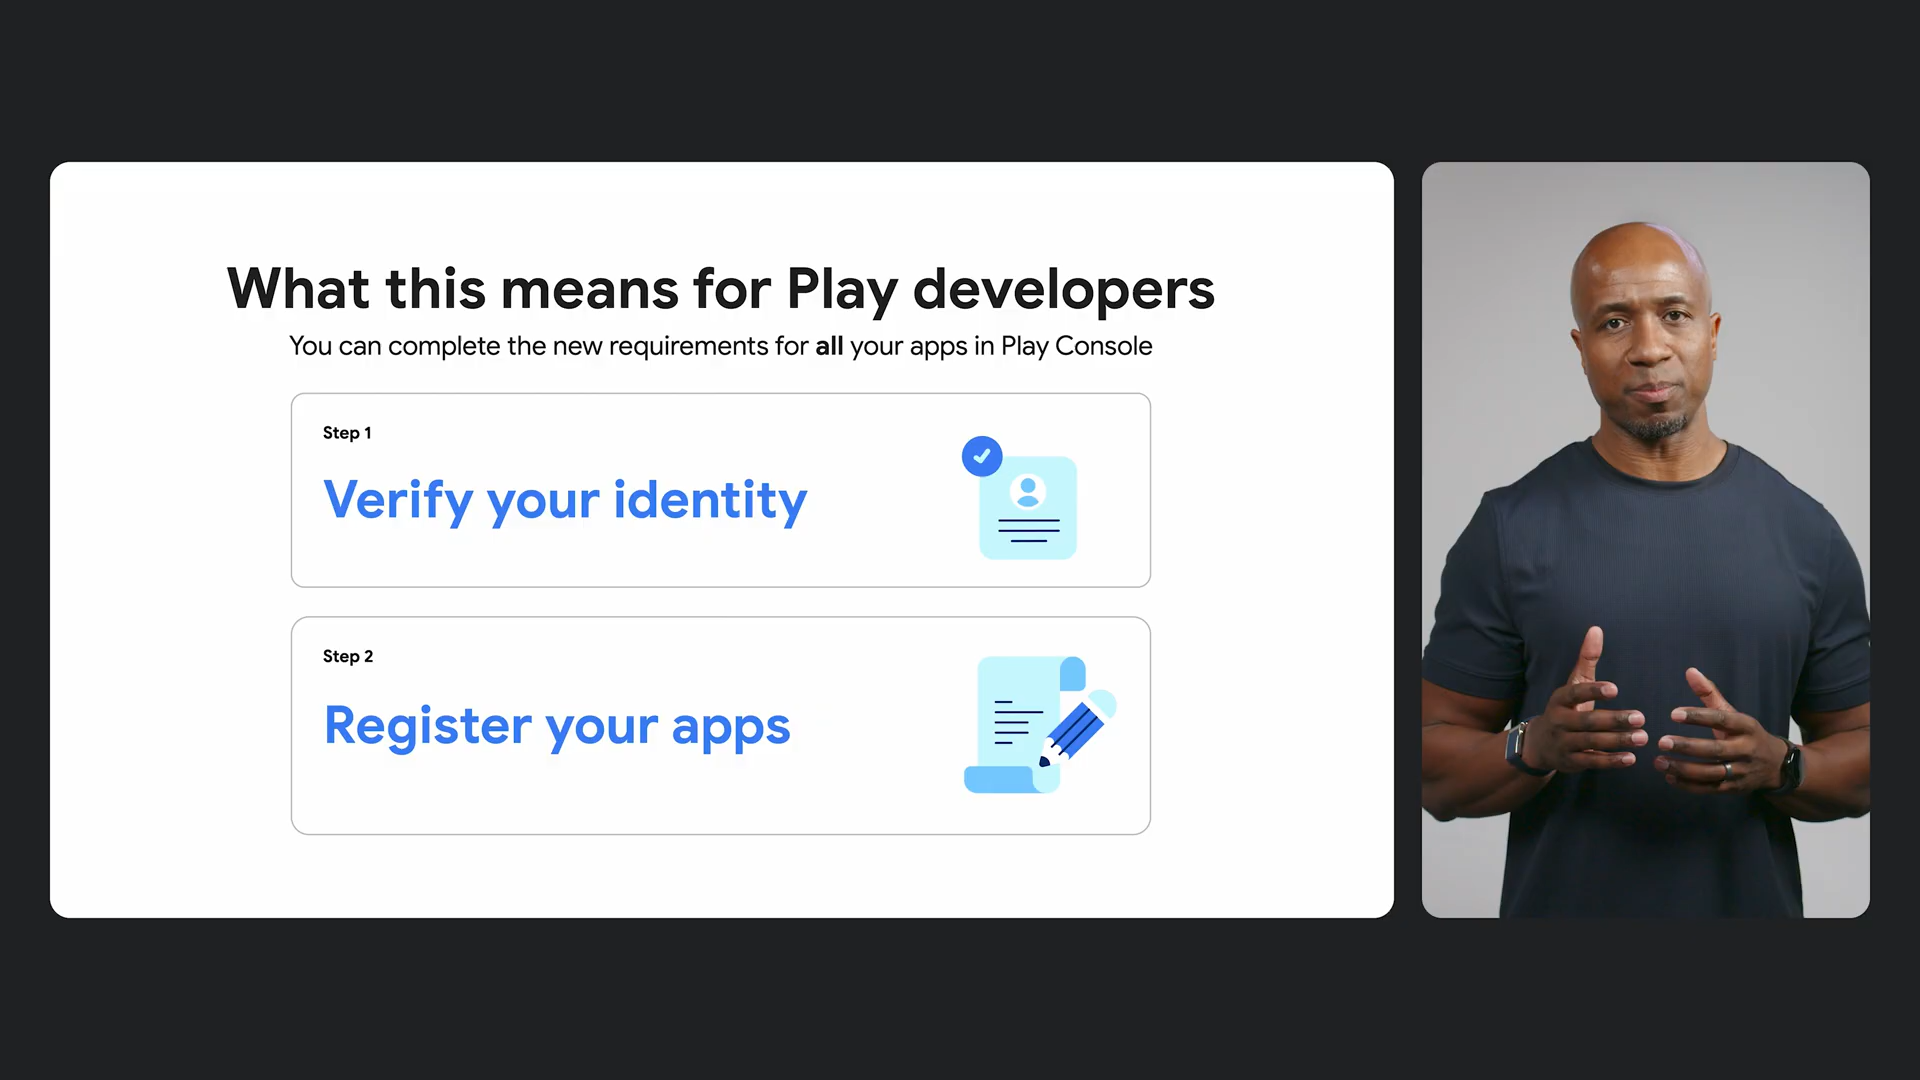 What this means for Play developers
You can complete the new requirements for all your apps in Play Console
Step 1
Verify your identity
Step 2
Register your apps